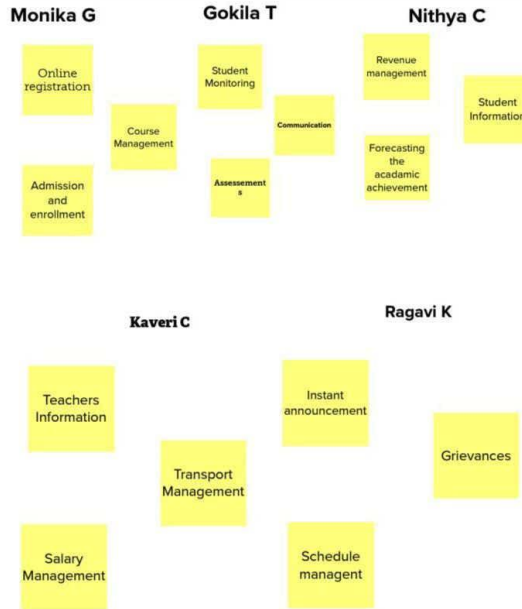 Monika G
Online
registration
Course
Management
Admission
and
enrollment
Gokila T
Student
Monitoring
Communication
Assessement
s
Nithya C
Revenue
management
Student
Information
Forecasting
the
acadamic
achievement
Kaveri C
Teachers
Information
Transport
Management
Salary
Management
Ragavi K
Instant
announcement
Grievances
Schedule
managent